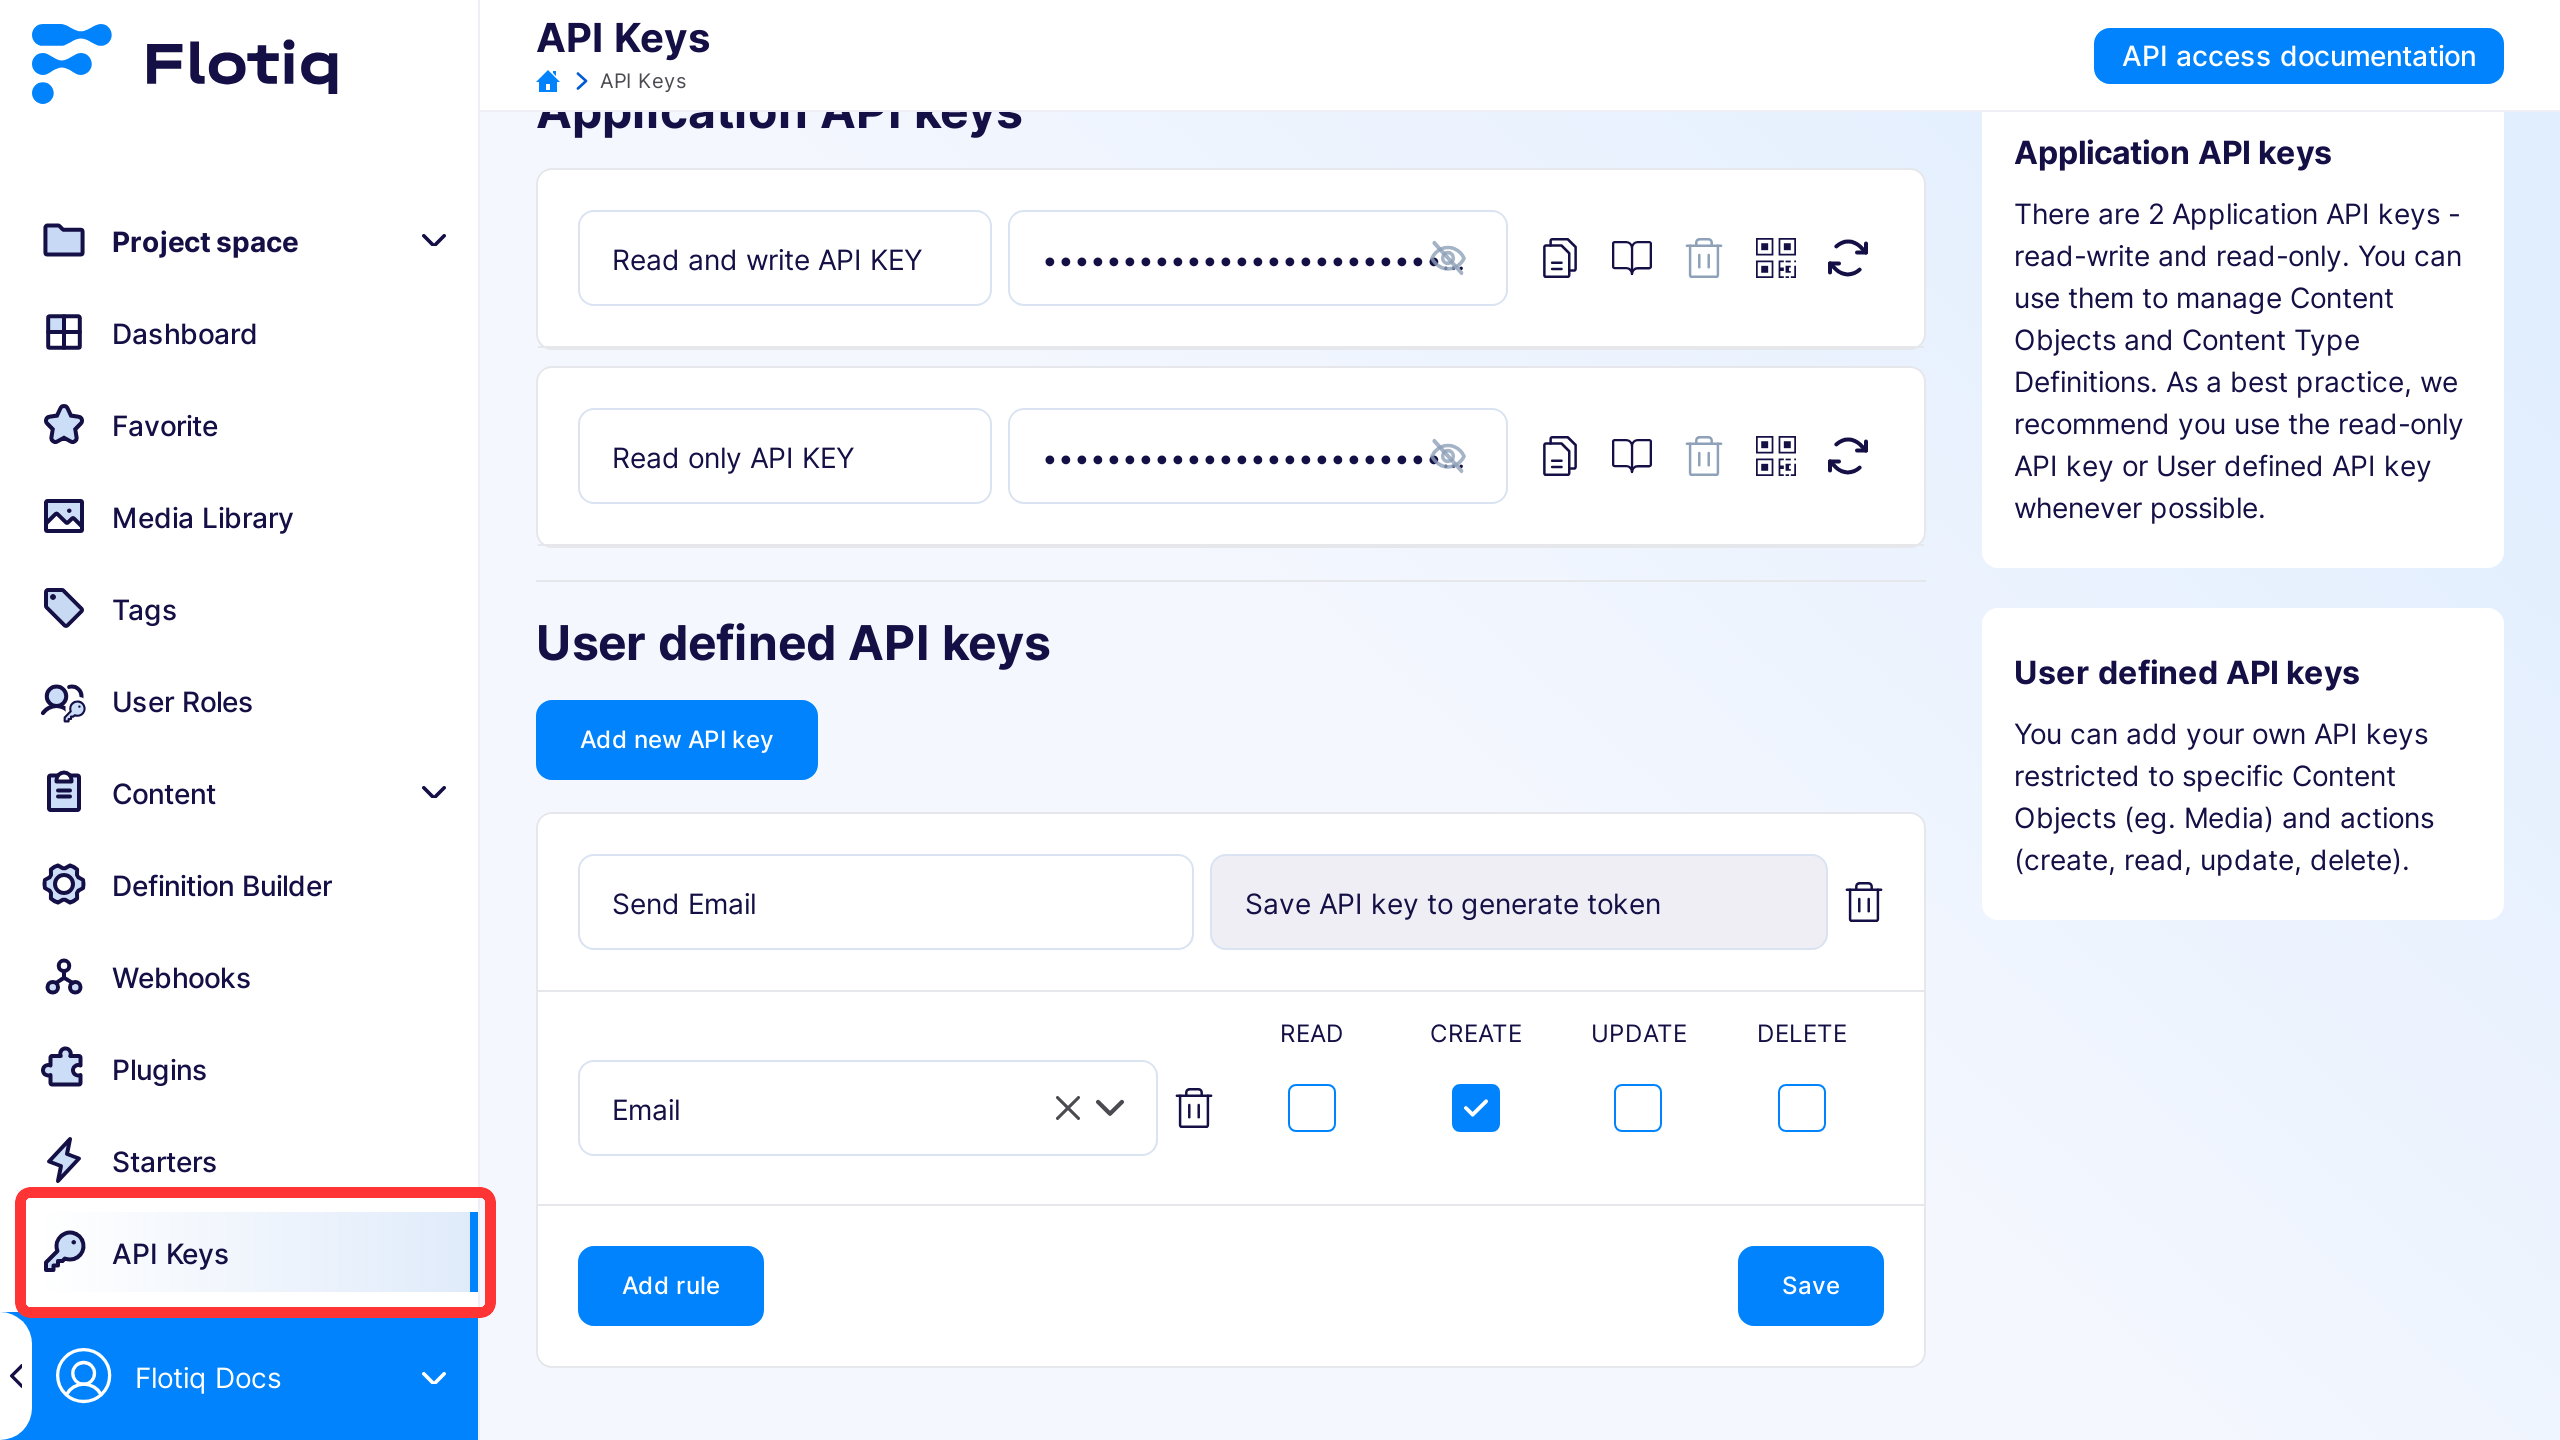 Flotiq
Project space
Dashboard
Favorite
Media Library
Tags
User Roles
Content
Definition Builder
Webhooks
Plugins
Starters
API Keys
Flotiq Docs
API Keys
API Keys
API access documentation
Application API keys
Read and write API KEY
Read only API KEY
User defined API keys
Add new API key
Send Email
Save API key to generate token
READ CREATE UPDATE DELETE
Email
Add rule
Save
Application API keys
There are 2 Application API keys -
read-write and read-only. You can
use them to manage Content
Objects and Content Type
Definitions. As a best practice, we
recommend you use the read-only
API key or User defined API key
whenever possible.
User defined API keys
You can add your own API keys
restricted to specific Content
Objects (eg. Media) and actions
(create, read, update, delete).